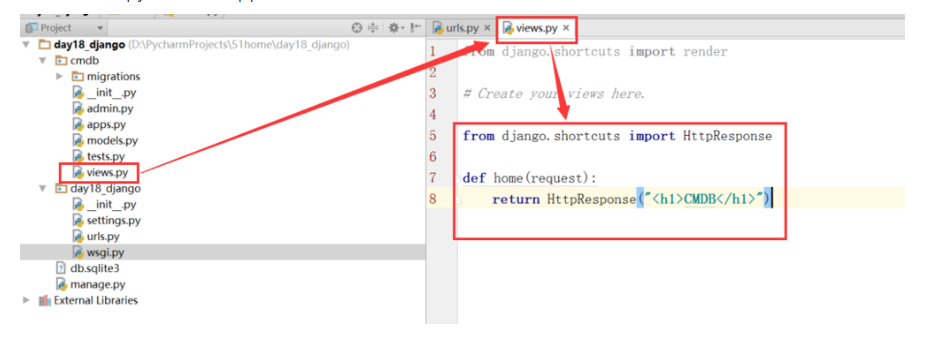 Project
day18_django (D:\PycharmProjects\51home\day18_django)
cmdb
migrations
__init__.py
admin.py
apps.py
models.py
tests.py
views.py
day18_django
__init__.py
settings.py
urls.py
wsgi.py
db.sqlite3
manage.py
External Libraries
urls.py × views.py ×
1 from django.shortcuts import render
2
3 # Create your views here.
4
5 from django.shortcuts import HttpResponse
6
7 def home(request):
8 return HttpResponse("<h1>CMDB</h1>")